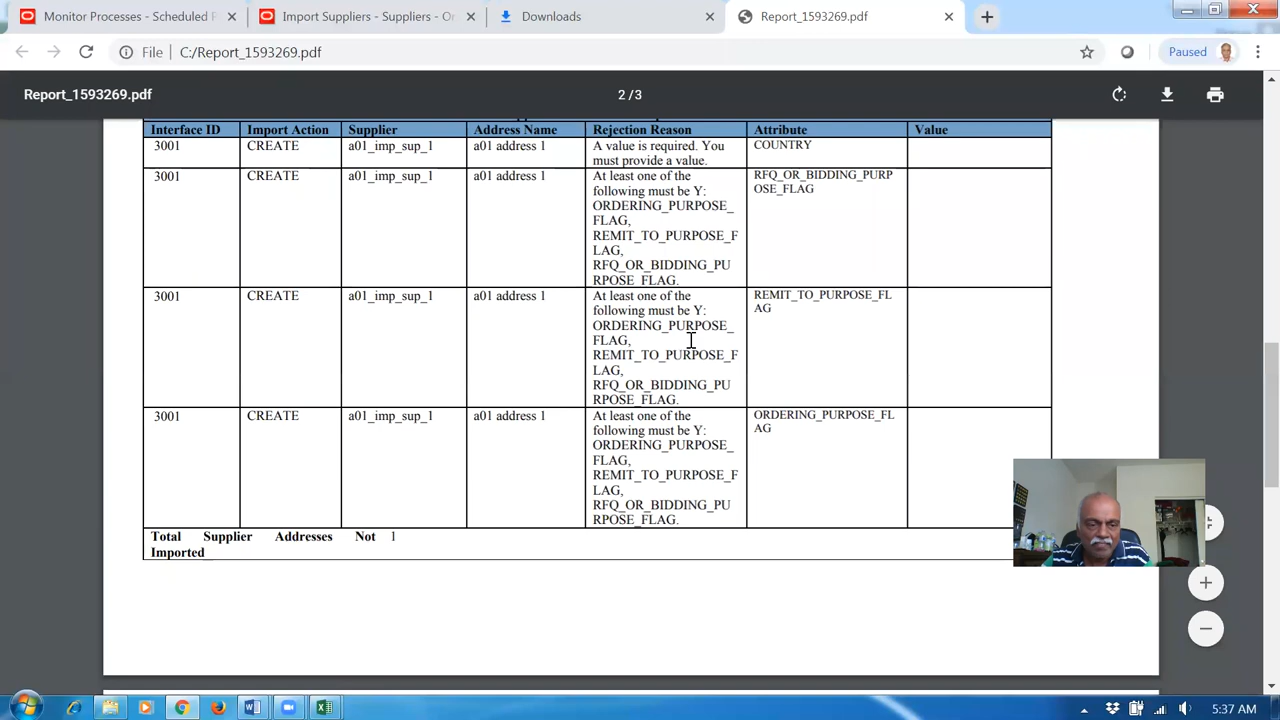 Monitor Processes - Scheduled P
Import Suppliers - Suppliers - Or
Downloads
Report_1593269.pdf
File
C:/Report_1593269.pdf
Paused
Report_1593269.pdf
2 / 3
Interface ID Import Action Supplier Address Name Rejection Reason Attribute Value
3001 CREATE a01_imp_sup_1 a01 address 1 A value is required. You COUNTRY
must provide a value.
3001 CREATE a01_imp_sup_1 a01 address 1 At least one of the RFQ_OR_BIDDING_PURP
following must be Y: OSE_FLAG
ORDERING_PURPOSE_
FLAG,
REMIT_TO_PURPOSE_F
LAG,
RFQ_OR_BIDDING_PU
RPOSE_FLAG.
3001 CREATE a01_imp_sup_1 a01 address 1 At least one of the REMIT_TO_PURPOSE_FL
following must be Y: AG
ORDERING_PURPOSE_
FLAG,
REMIT_TO_PURPOSE_F
LAG,
RFQ_OR_BIDDING_PU
RPOSE_FLAG.
3001 CREATE a01_imp_sup_1 a01 address 1 At least one of the ORDERING_PURPOSE_FL
following must be Y: AG
ORDERING_PURPOSE_
FLAG,
REMIT_TO_PURPOSE_F
LAG,
RFQ_OR_BIDDING_PU
RPOSE_FLAG.
Total Supplier Addresses Not 1
Imported
5:37 AM